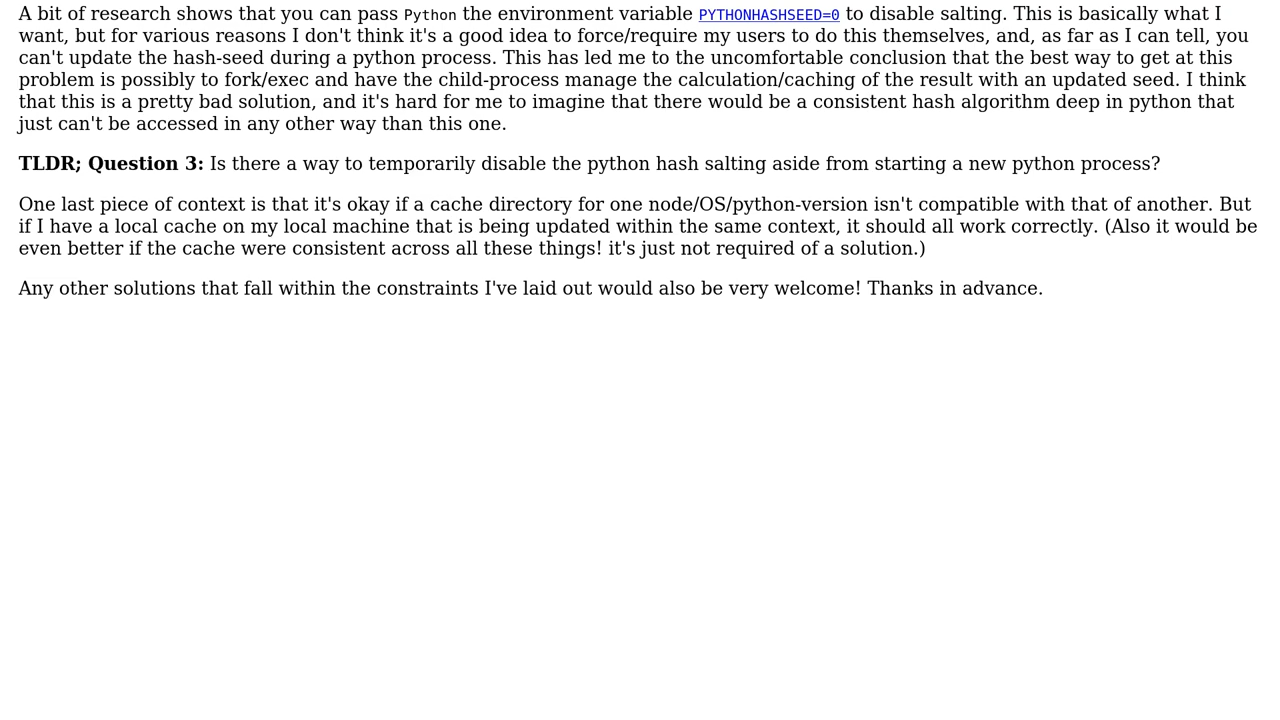 A bit of research shows that you can pass Python the environment variable PYTHONHASHSEED=0 to disable salting. This is basically what I
want, but for various reasons I don't think it's a good idea to force/require my users to do this themselves, and, as far as I can tell, you
can't update the hash-seed during a python process. This has led me to the uncomfortable conclusion that the best way to get at this
problem is possibly to fork/exec and have the child-process manage the calculation/caching of the result with an updated seed. I think
that this is a pretty bad solution, and it's hard for me to imagine that there would be a consistent hash algorithm deep in python that
just can't be accessed in any other way than this one.
TLDR; Question 3: Is there a way to temporarily disable the python hash salting aside from starting a new python process?
One last piece of context is that it's okay if a cache directory for one node/OS/python-version isn't compatible with that of another. But
if I have a local cache on my local machine that is being updated within the same context, it should all work correctly. (Also it would be
even better if the cache were consistent across all these things! it's just not required of a solution.)
Any other solutions that fall within the constraints I've laid out would also be very welcome! Thanks in advance.